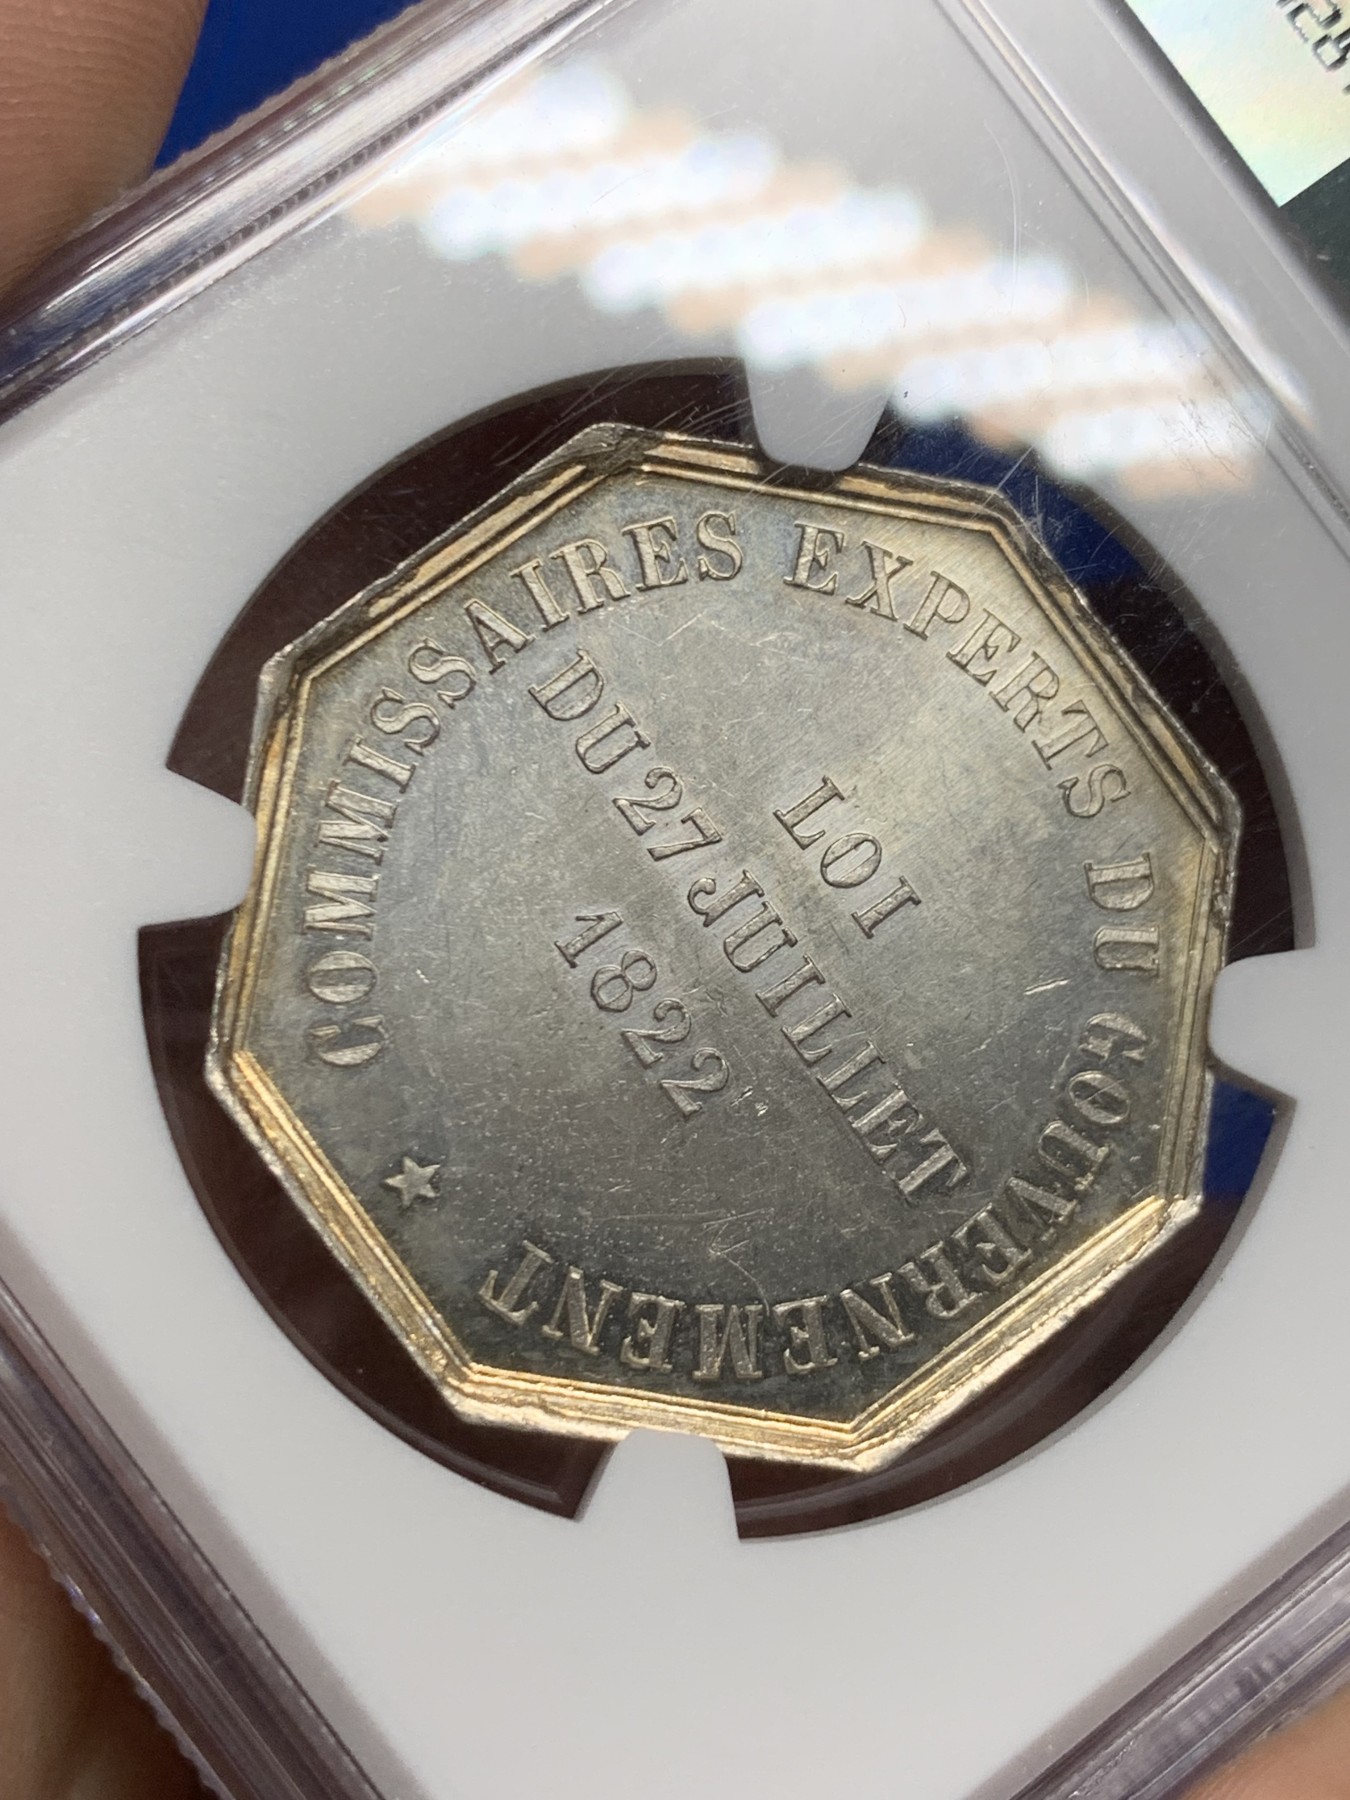 COMMISSAIRES EXPERTS DU GOUVERNEMENT
LOI
DU 27 JUILLET
1822